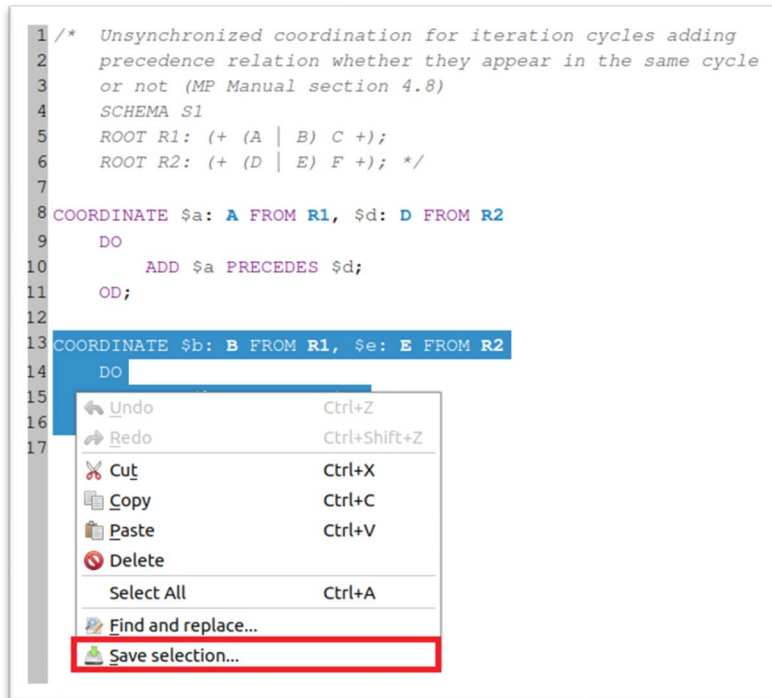 1 /* Unsynchronized coordination for iteration cycles adding
2 precedence relation whether they appear in the same cycle
3 or not (MP Manual section 4.8)
4 SCHEMA S1
5 ROOT R1: (+ (A | B) C +);
6 ROOT R2: (+ (D | E) F +); */
7
8 COORDINATE $a: A FROM R1, $d: D FROM R2
9 DO
10 ADD $a PRECEDES $d;
11 OD;
12
13 COORDINATE $b: B FROM R1, $e: E FROM R2
14 DO
15
16
17
Undo Ctrl+Z
Redo Ctrl+Shift+Z
Cut Ctrl+X
Copy Ctrl+C
Paste Ctrl+V
Delete
Select All Ctrl+A
Find and replace...
Save selection...